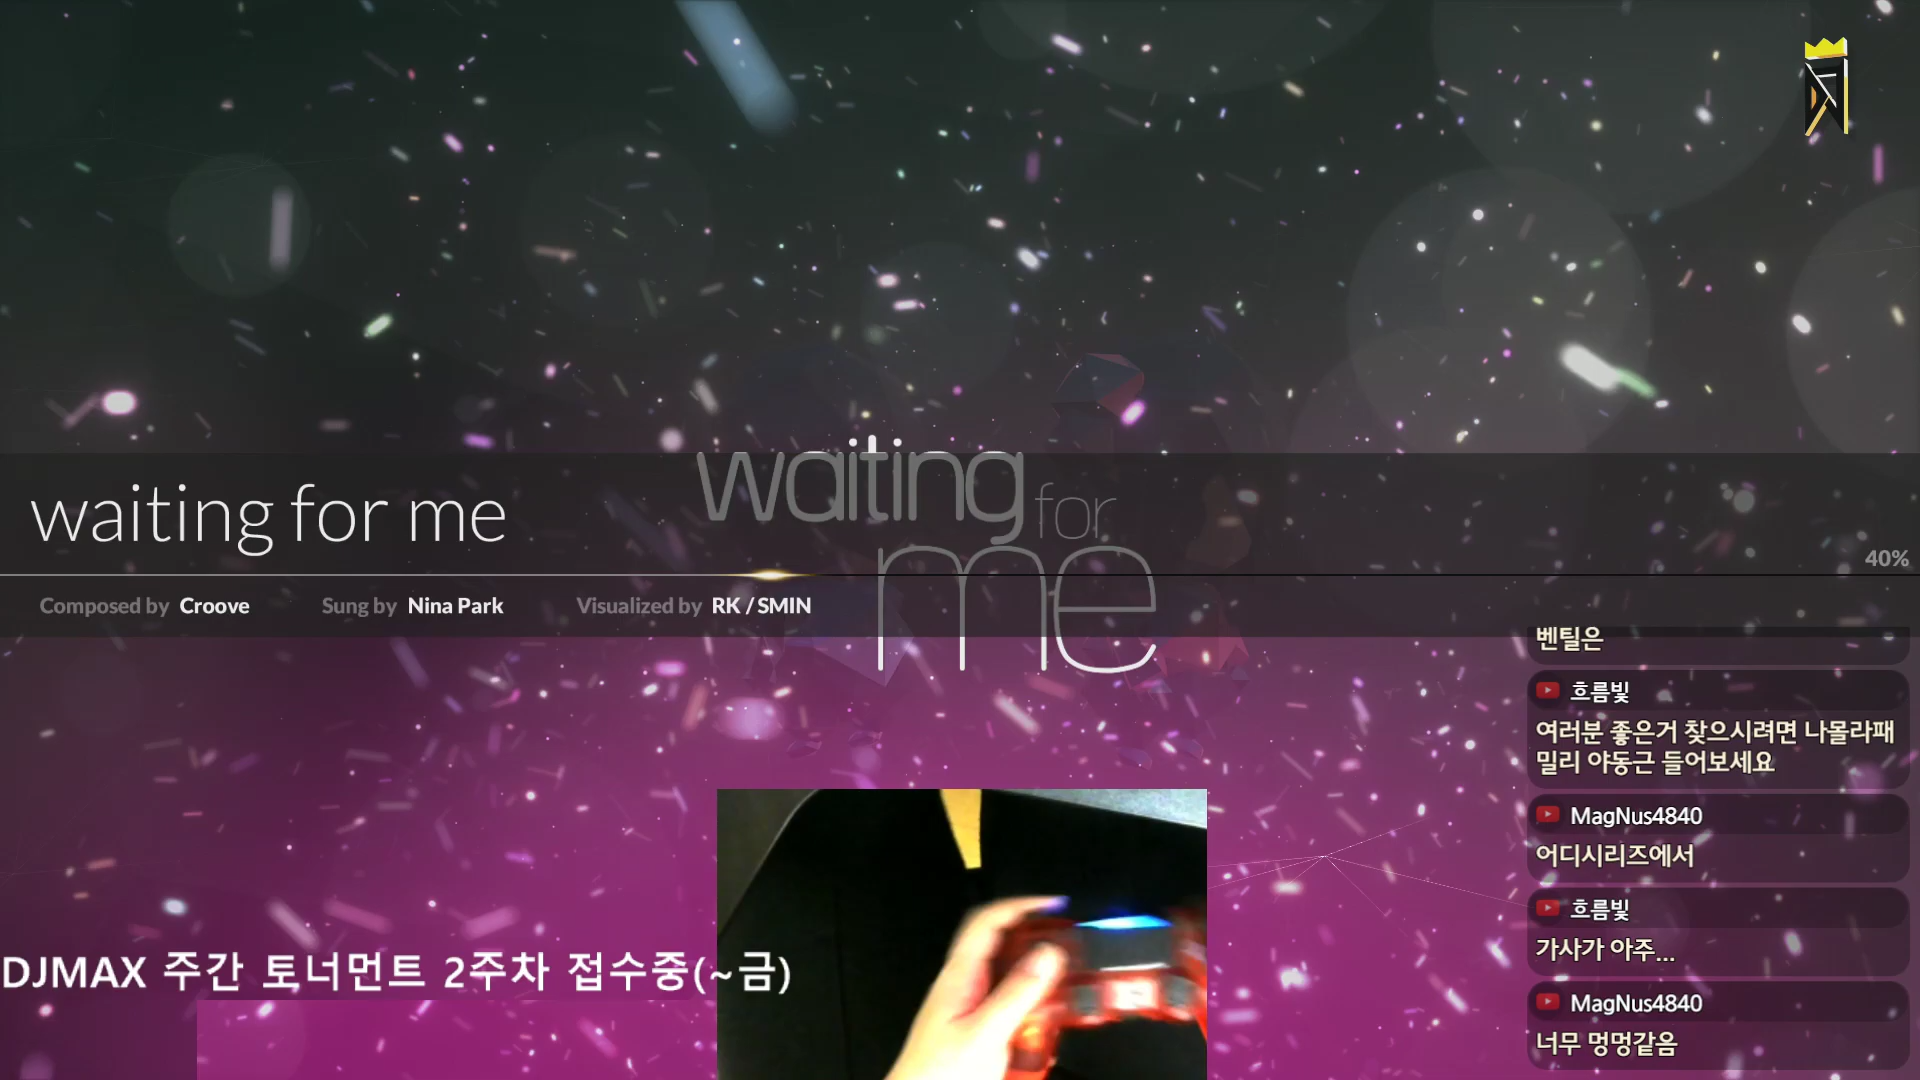 waiting
for
me
waiting for me
40%
Composed by Croove Sung by Nina Park Visualized by RK / SMIN
벤틸은
흐름빛
여러분 좋은거 찾으시려면 나몰라패
밀리 야동근 들어보세요
MagNus4840
어디시리즈에서
흐름빛
가사가 아주...
MagNus4840
너무 멍멍같음
DJMAX 주간 토너먼트 2주차 접수중(~금)